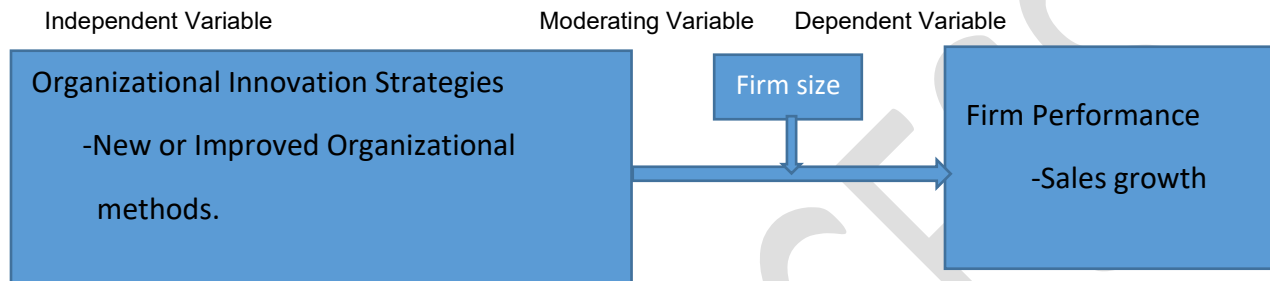 Independent Variable Moderating Variable Dependent Variable
Organizational Innovation Strategies
-New or Improved Organizational
methods.
Firm size
Firm Performance
-Sales growth